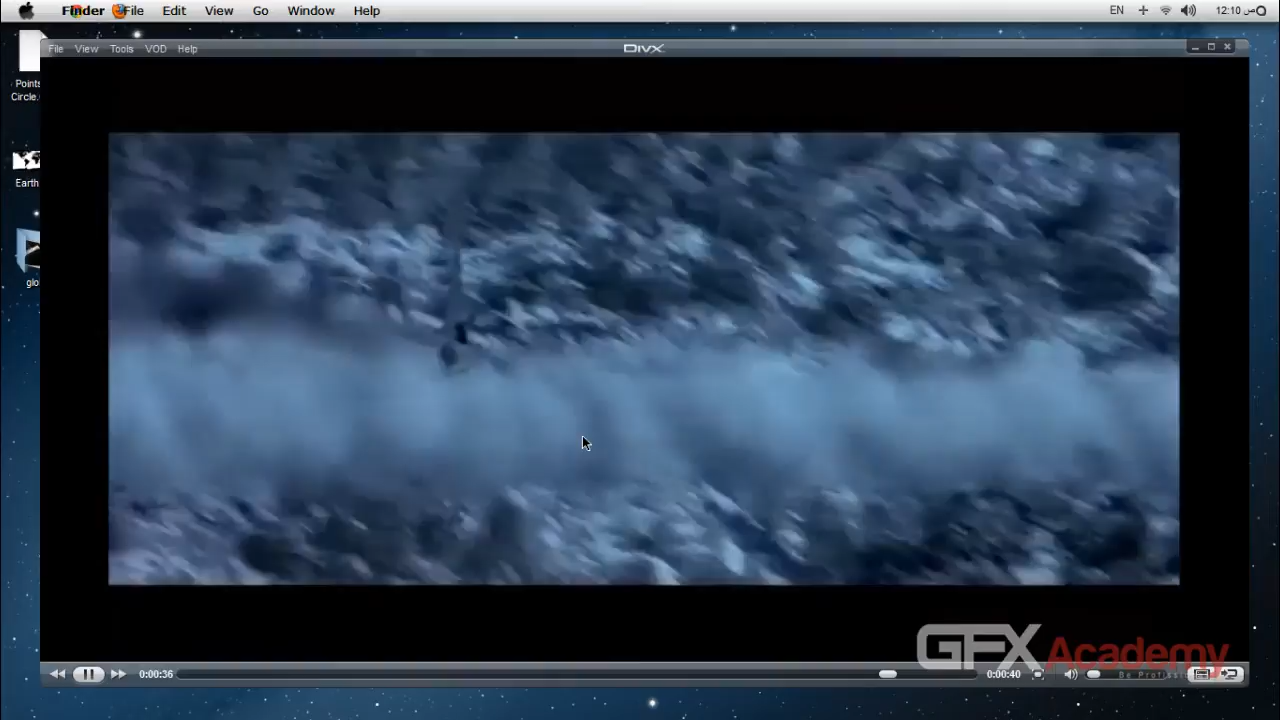 Finder File Edit View Go Window Help
EN 12:10 ص
File View Tools VOD Help
DIVX
Points
Circle.
Earth
glo
GFX Academy
0:00:36
0:00:40